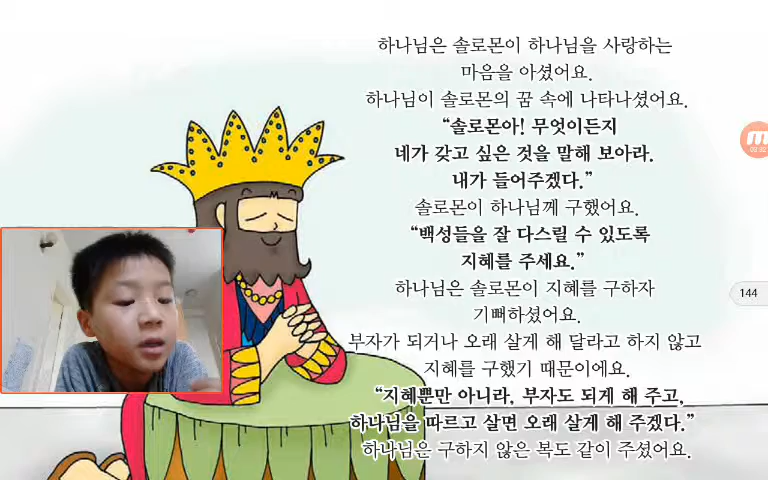 하나님은 솔로몬이 하나님을 사랑하는
마음을 아셨어요.
하나님이 솔로몬의 꿈 속에 나타나셨어요.
“솔로몬아! 무엇이든지
네가 갖고 싶은 것을 말해 보아라.
내가 들어주겠다.”
솔로몬이 하나님께 구했어요.
“백성들을 잘 다스릴 수 있도록
지혜를 주세요.”
하나님은 솔로몬이 지혜를 구하자
기뻐하셨어요.
부자가 되거나 오래 살게 해 달라고 하지 않고
지혜를 구했기 때문이에요.
“지혜뿐만 아니라, 부자도 되게 해 주고,
하나님을 따르고 살면 오래 살게 해 주겠다.”
하나님은 구하지 않은 복도 같이 주셨어요.
144